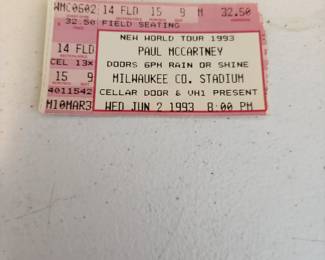 WMC0602 14 FLD 15 9 M 32.50
32.50 FIELD SEATING
14 FLD
CEL 13×
15 9
4011542
M10MAR3
NEW WORLD TOUR 1993
PAUL MCCARTNEY
DOORS 6PM RAIN OR SHINE
MILWAUKEE CO. STADIUM
CELLAR DOOR & VH1 PRESENT
WED JUN 2 1993 8:00 PM